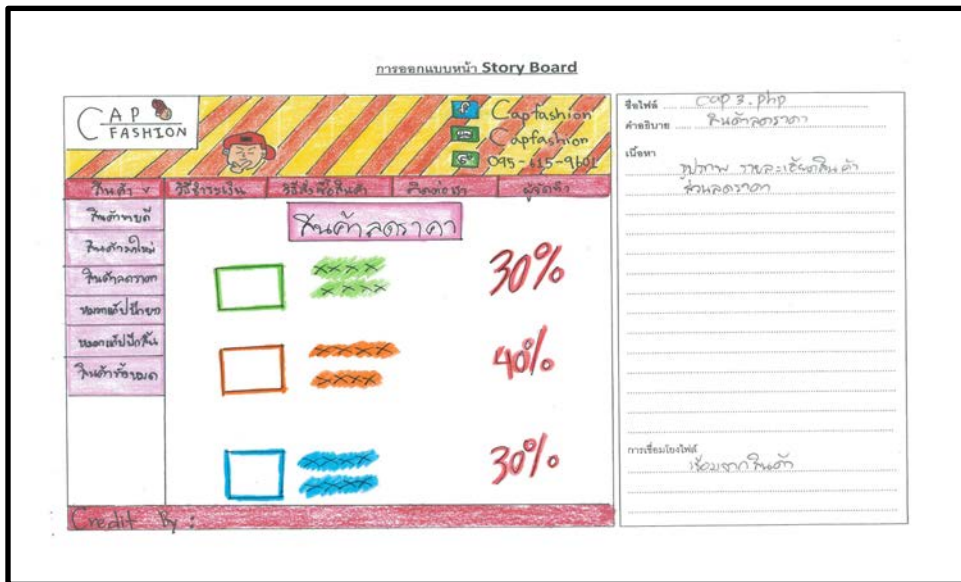 การออกแบบหน้า Story Board
CAP
FASHION
Capfashion
Capfashion
095-415-9601
สินค้า v
วิธีชำระเงิน
วิธีสั่งซื้อสินค้า
ติดต่อเรา
ผู้จัดทำ
สินค้าขายดี
สินค้ามาใหม่
สินค้าลดราคา
หมวกแก๊ปปีกยาว
หมวกแก๊ปปีกสั้น
สินค้าทั้งหมด
สินค้าลดราคา
XXXX
XXXX
30%
XXXX
XXXX
40%
XXXX
XXXX
30%
Credit By :
ชื่อไฟล์ cap 3.php
คำอธิบาย สินค้าลดราคา
เนื้อหา
รูปภาพ รายละเอียดสินค้า
ส่วนลดราคา
การเชื่อมโยงไฟล์
เชื่อมจากสินค้า